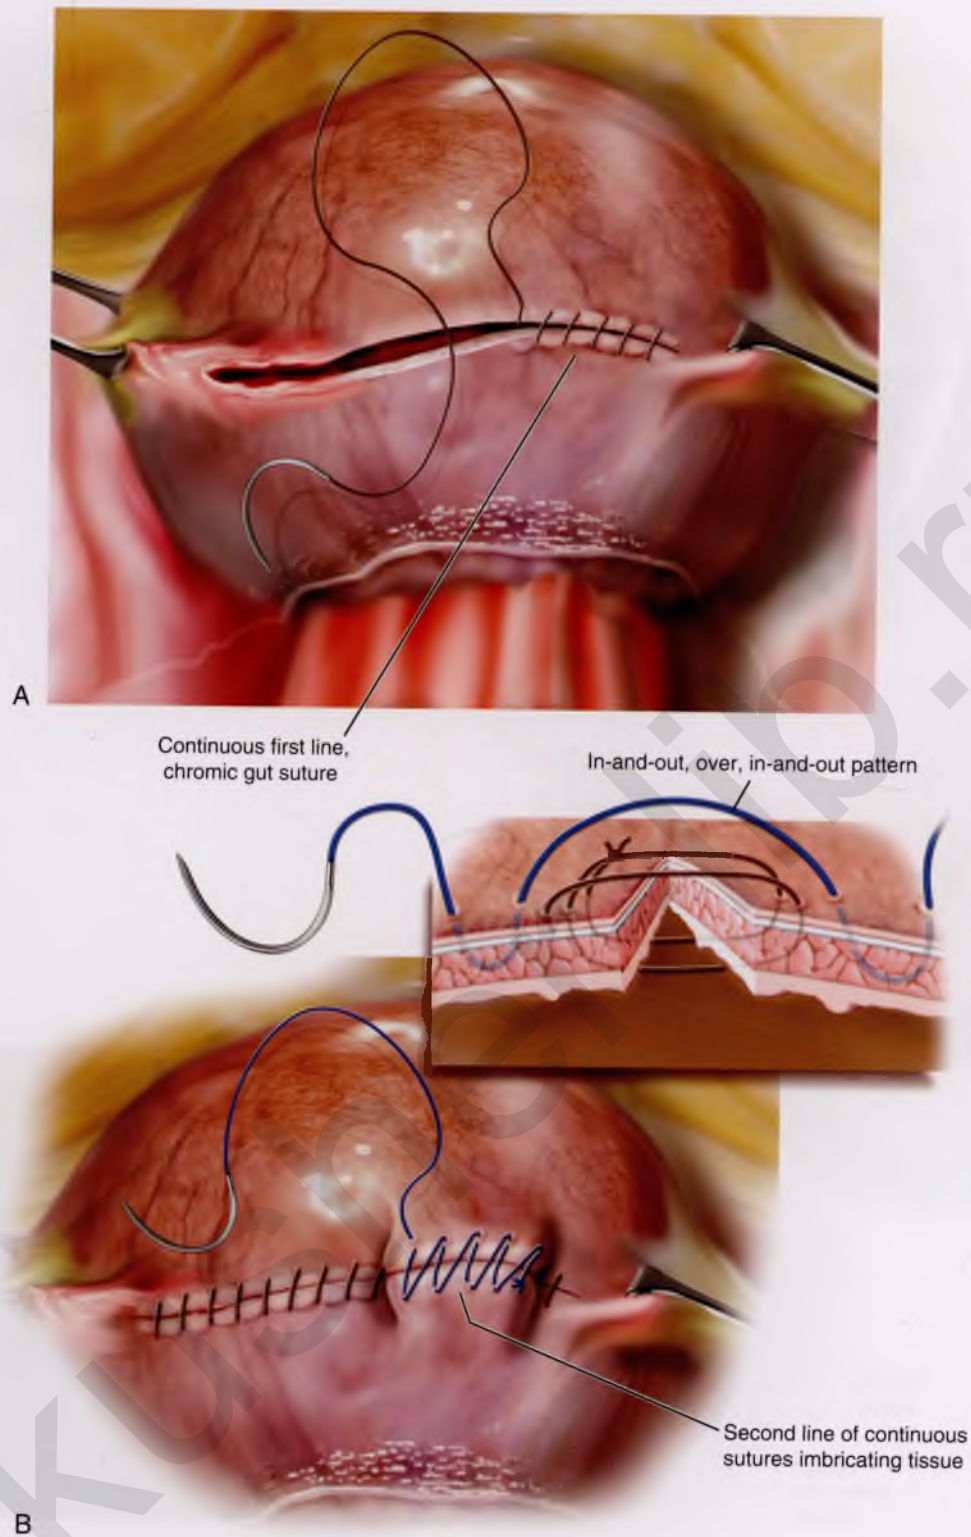 A
Continuous first line,
chromic gut suture
In-and-out, over, in-and-out pattern
Second line of continuous
sutures imbricating tissue
B